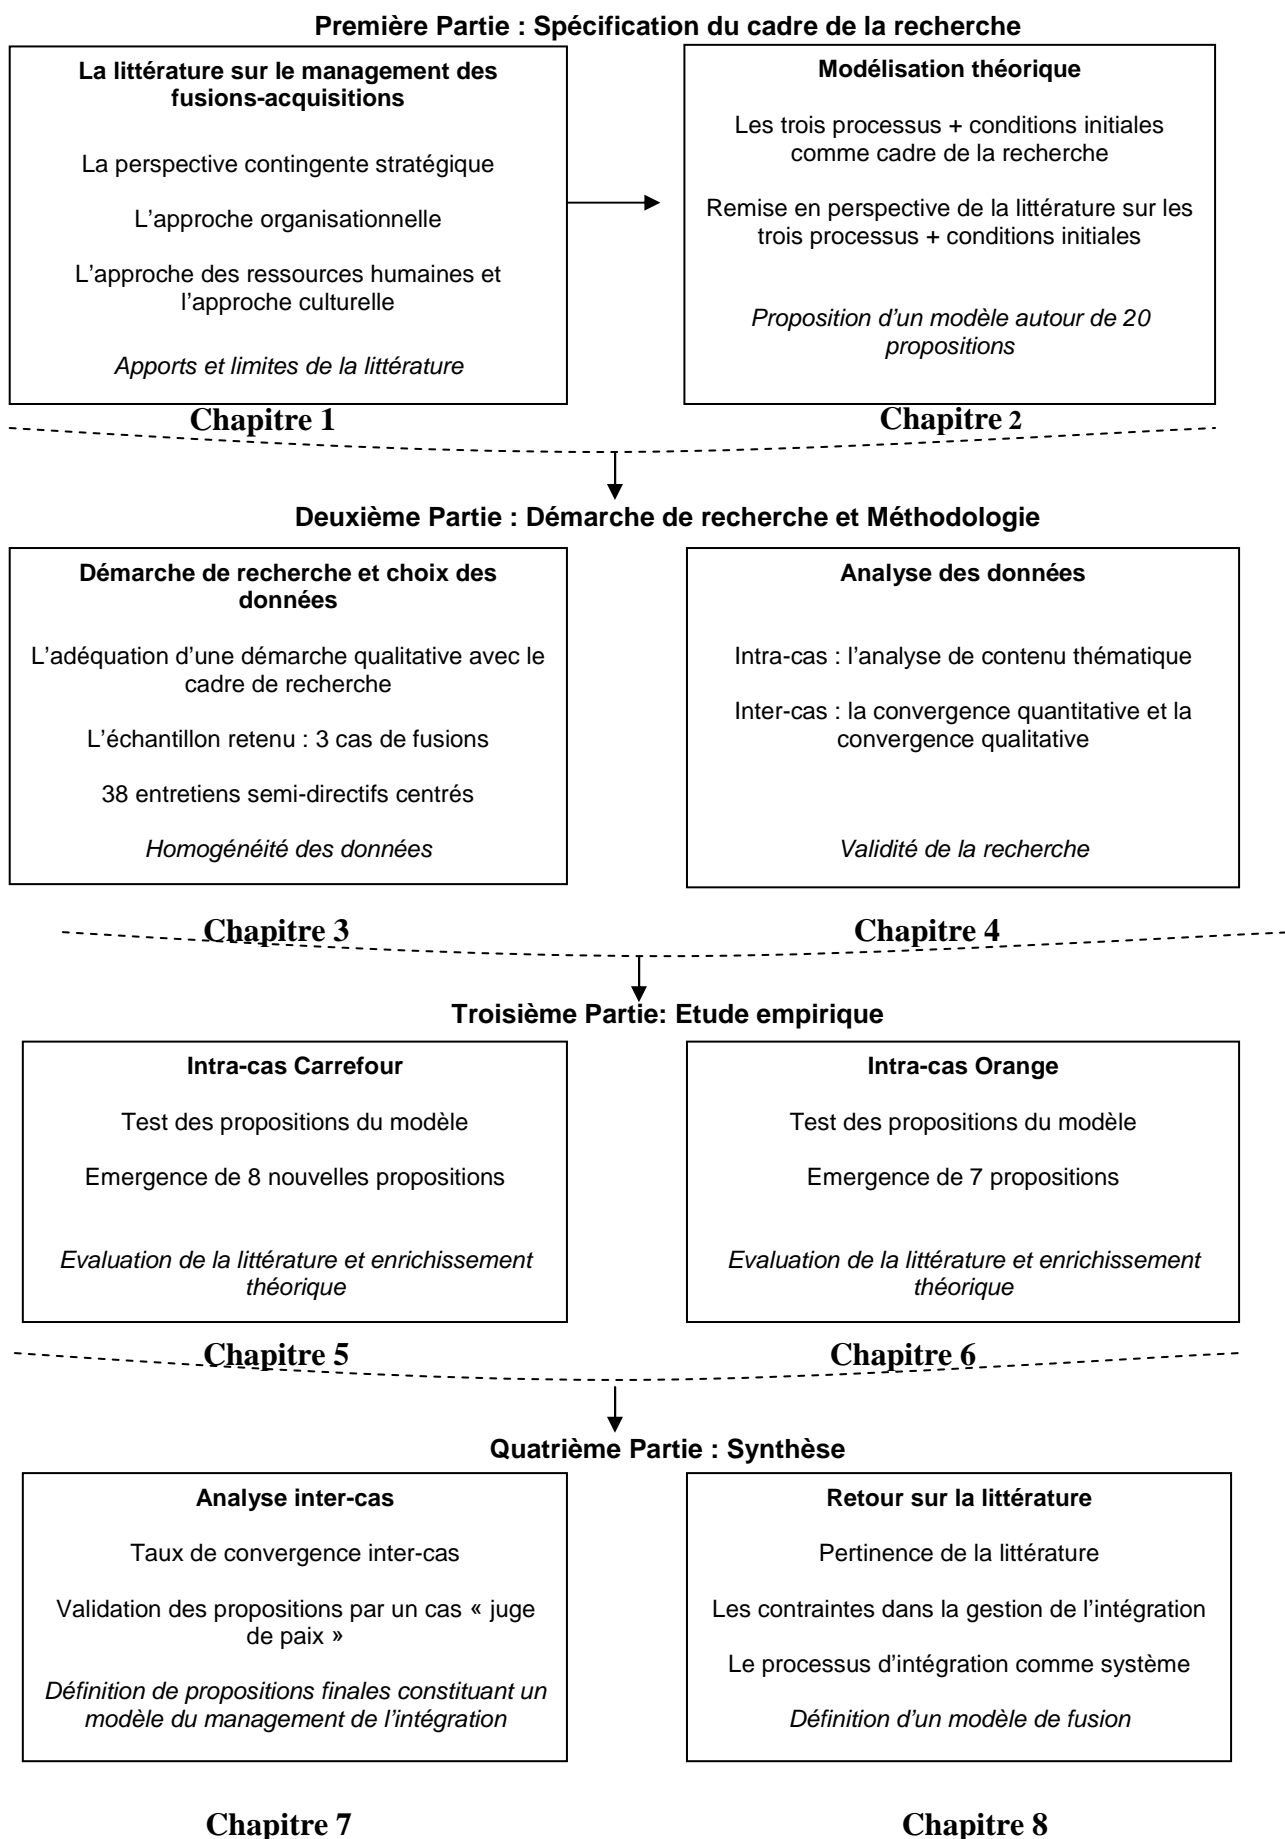 Première Partie : Spécification du cadre de la recherche
La littérature sur le management des
fusions-acquisitions
La perspective contingente stratégique
L’approche organisationnelle
L’approche des ressources humaines et
l’approche culturelle
Apports et limites de la littérature
Chapitre 1
Modélisation théorique
Les trois processus + conditions initiales
comme cadre de la recherche
Remise en perspective de la littérature sur les
trois processus + conditions initiales
Proposition d’un modèle autour de 20
propositions
Chapitre 2
Deuxième Partie : Démarche de recherche et Méthodologie
Démarche de recherche et choix des
données
L’adéquation d’une démarche qualitative avec le
cadre de recherche
L’échantillon retenu : 3 cas de fusions
38 entretiens semi-directifs centrés
Homogénéité des données
Chapitre 3
Analyse des données
Intra-cas : l’analyse de contenu thématique
Inter-cas : la convergence quantitative et la
convergence qualitative
Validité de la recherche
Chapitre 4
Troisième Partie: Etude empirique
Intra-cas Carrefour
Test des propositions du modèle
Emergence de 8 nouvelles propositions
Evaluation de la littérature et enrichissement
théorique
Chapitre 5
Intra-cas Orange
Test des propositions du modèle
Emergence de 7 propositions
Evaluation de la littérature et enrichissement
théorique
Chapitre 6
Quatrième Partie : Synthèse
Analyse inter-cas
Taux de convergence inter-cas
Validation des propositions par un cas « juge
de paix »
Définition de propositions finales constituant un
modèle du management de l’intégration
Chapitre 7
Retour sur la littérature
Pertinence de la littérature
Les contraintes dans la gestion de l’intégration
Le processus d’intégration comme système
Définition d’un modèle de fusion
Chapitre 8